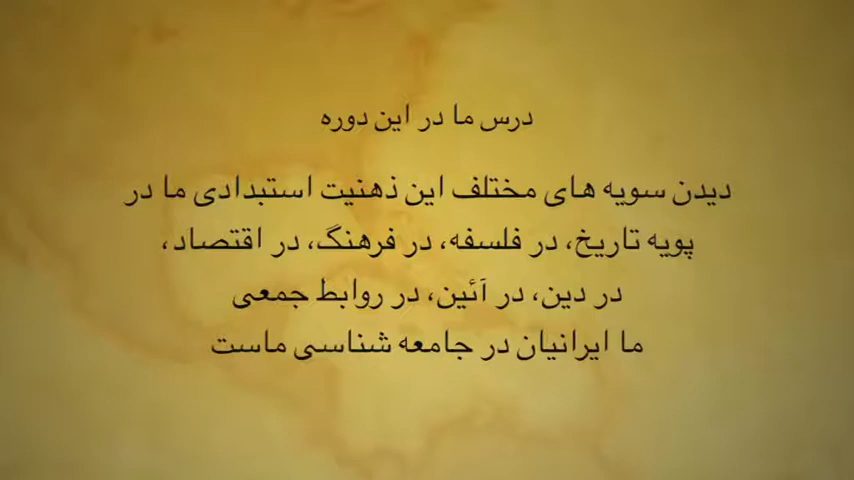 درس ما در این دوره
دیدن سویه های مختلف این ذهنیت استبدادی ما در
پویه تاریخ، در فلسفه، در فرهنگ، در اقتصاد،
در دین، در آئین، در روابط جمعی
ما ایرانیان در جامعه شناسی ماست